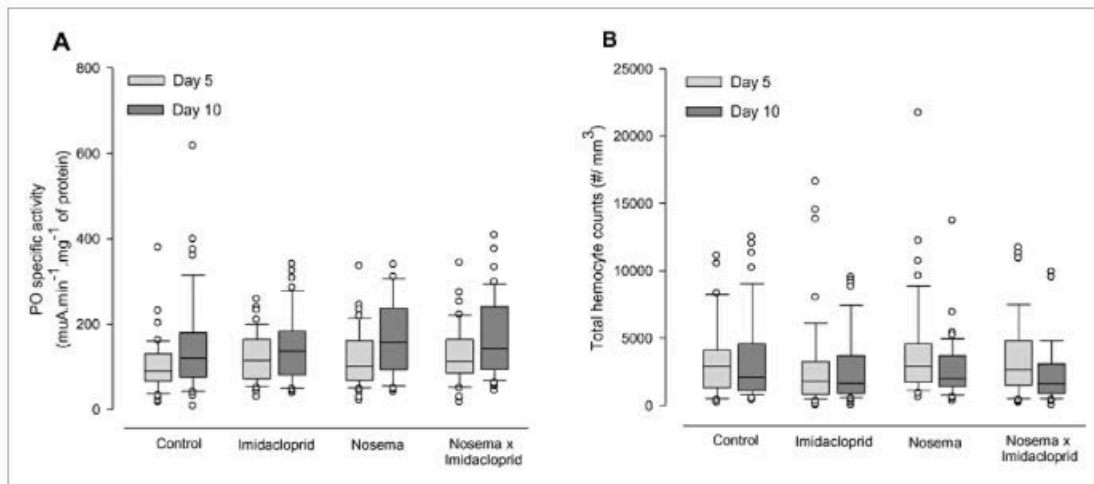 A
800
600
400
200
0
PO specific activity
(muA.min⁻¹.mg⁻¹ of protein)
Day 5
Day 10
Control
Imidacloprid
Nosema
Nosema x
Imidacloprid
B
25000
20000
15000
10000
5000
0
Total hemocyte counts (#/ mm³)
Day 5
Day 10
Control
Imidacloprid
Nosema
Nosema x
Imidacloprid